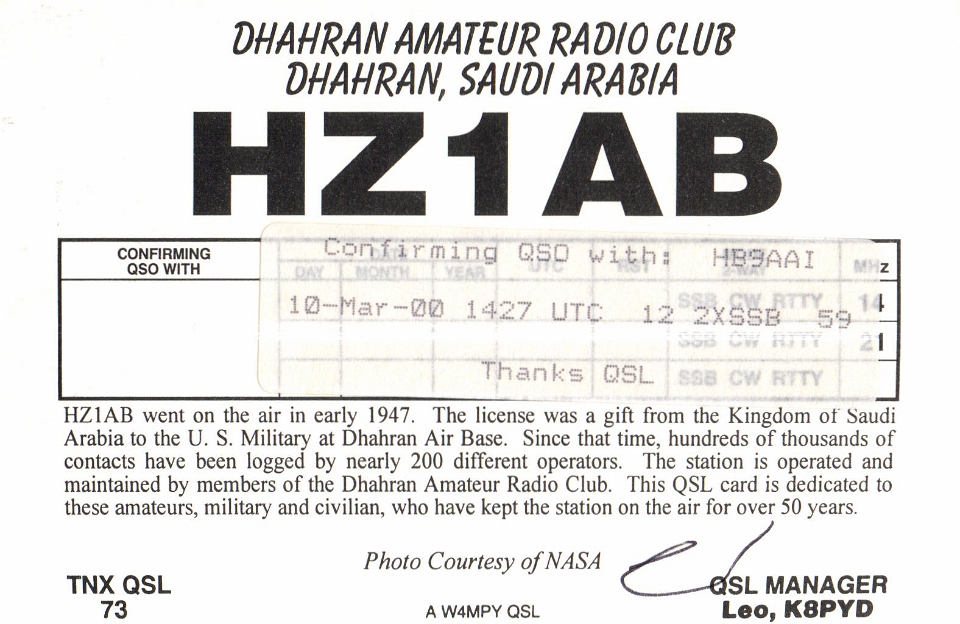 DHAHRAN AMATEUR RADIO CLUB
DHAHRAN, SAUDI ARABIA
HZ1AB
CONFIRMING
QSO WITH
Confirming QSO with: HB9AAI
DAY MONTH YEAR UTC RST 2-WAY MHz
10-Mar-00 1427 UTC 12 2XSSB 59
SSB CW RTTY 14
SSB CW RTTY 21
Thanks QSL
SSB CW RTTY
HZ1AB went on the air in early 1947. The license was a gift from the Kingdom of Saudi
Arabia to the U. S. Military at Dhahran Air Base. Since that time, hundreds of thousands of
contacts have been logged by nearly 200 different operators. The station is operated and
maintained by members of the Dhahran Amateur Radio Club. This QSL card is dedicated to
these amateurs, military and civilian, who have kept the station on the air for over 50 years.
Photo Courtesy of NASA
TNX QSL
73
A W4MPY QSL
QSL MANAGER
Leo, K8PYD